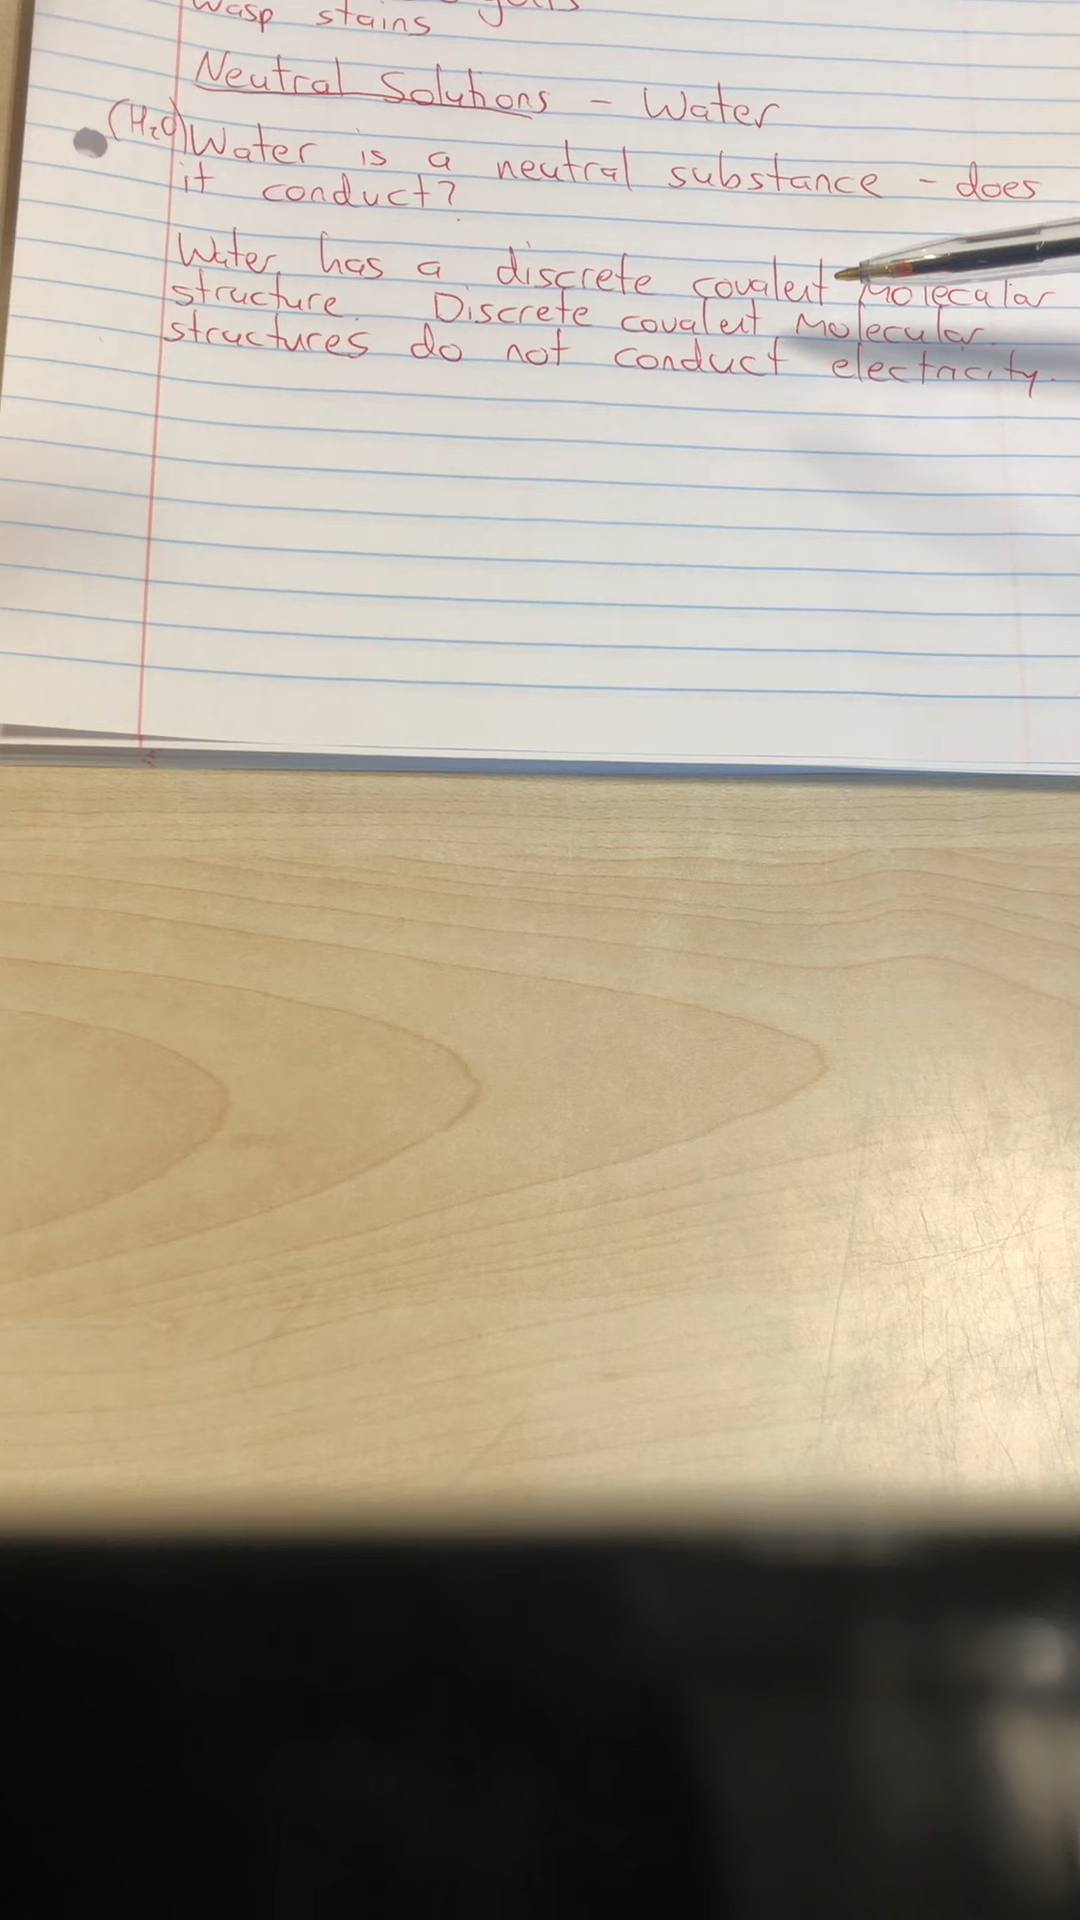 wasp stains
Neutral Solutions - Water
(H₂O) Water is a neutral substance - does
it conduct?
Water has a discrete covalent molecular
structure. Discrete covalent molecular
structures do not conduct electricity.